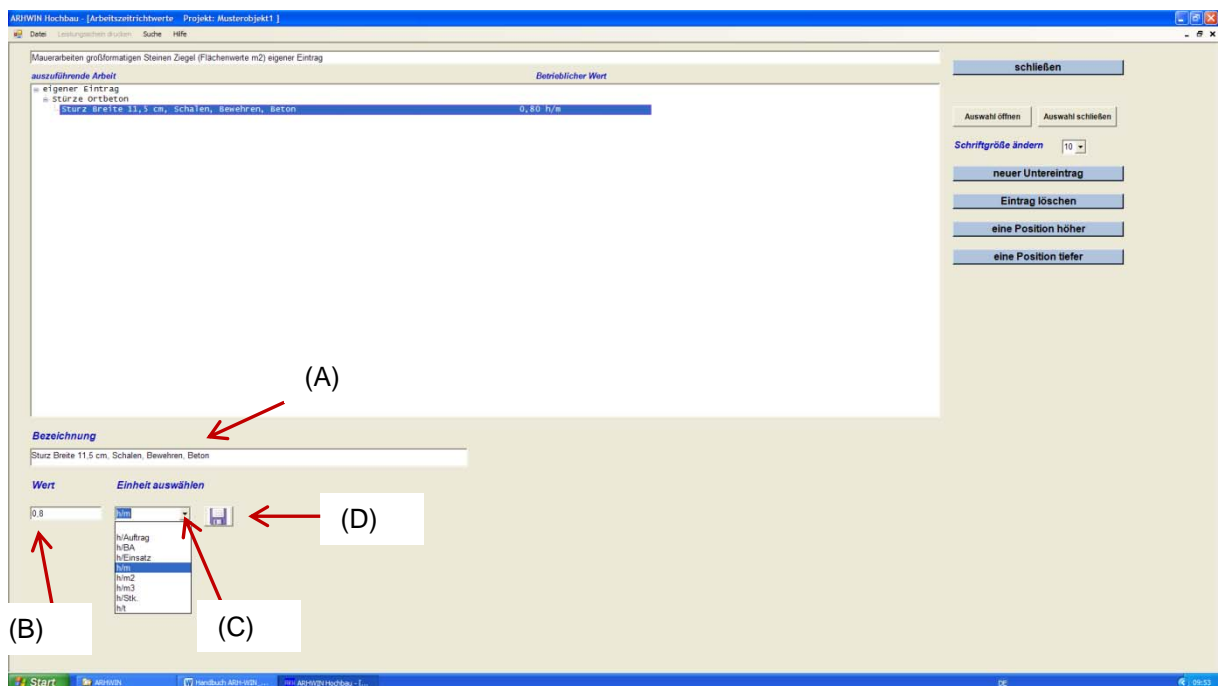 ARHWIN Hochbau - [Arbeitszeitrichtwerte Projekt: Musterobjekt1 ]
Datei Leistungsschein drucken Suche Hilfe
Mauerarbeiten großformatigen Steinen Ziegel (Flächenwerte m2) eigener Eintrag
schließen
auszuführende Arbeit Betrieblicher Wert
eigener Eintrag
Stürze Ortbeton
Sturz Breite 11,5 cm, Schalen, Bewehren, Beton 0,80 h/m
Auswahl öffnen Auswahl schließen
Schriftgröße ändern 10
neuer Untereintrag
Eintrag löschen
eine Position höher
eine Position tiefer
(A)
Bezeichnung
Sturz Breite 11,5 cm, Schalen, Bewehren, Beton
Wert Einheit auswählen
0,8 h/m
(D)
h/Auftrag
h/BA
h/Einsatz
h/m
h/m2
h/m3
h/Stk.
h/t
(B) (C)
Start ARHWIN Handbuch ARH-WIN_... ARHWIN Hochbau - [... DE 09:53